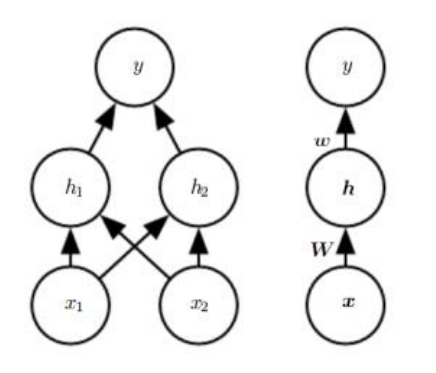 y y
w
h₁ h₂ h
W
x₁ x₂ x